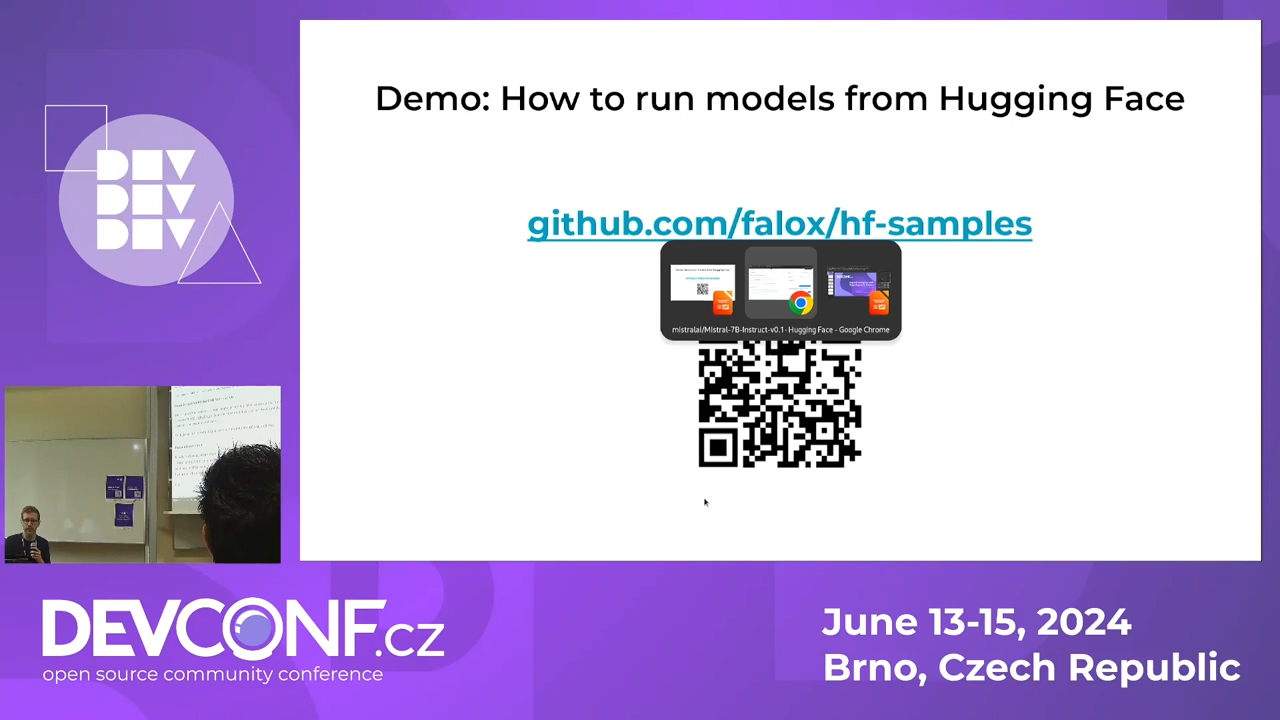 Demo: How to run models from Hugging Face
github.com/falox/hf-samples
mistralai/Mistral-7B-Instruct-v0.1 · Hugging Face - Google Chrome
DEV
DEV
DEV
DEVCONF.cz
open source community conference
June 13-15, 2024
Brno, Czech Republic